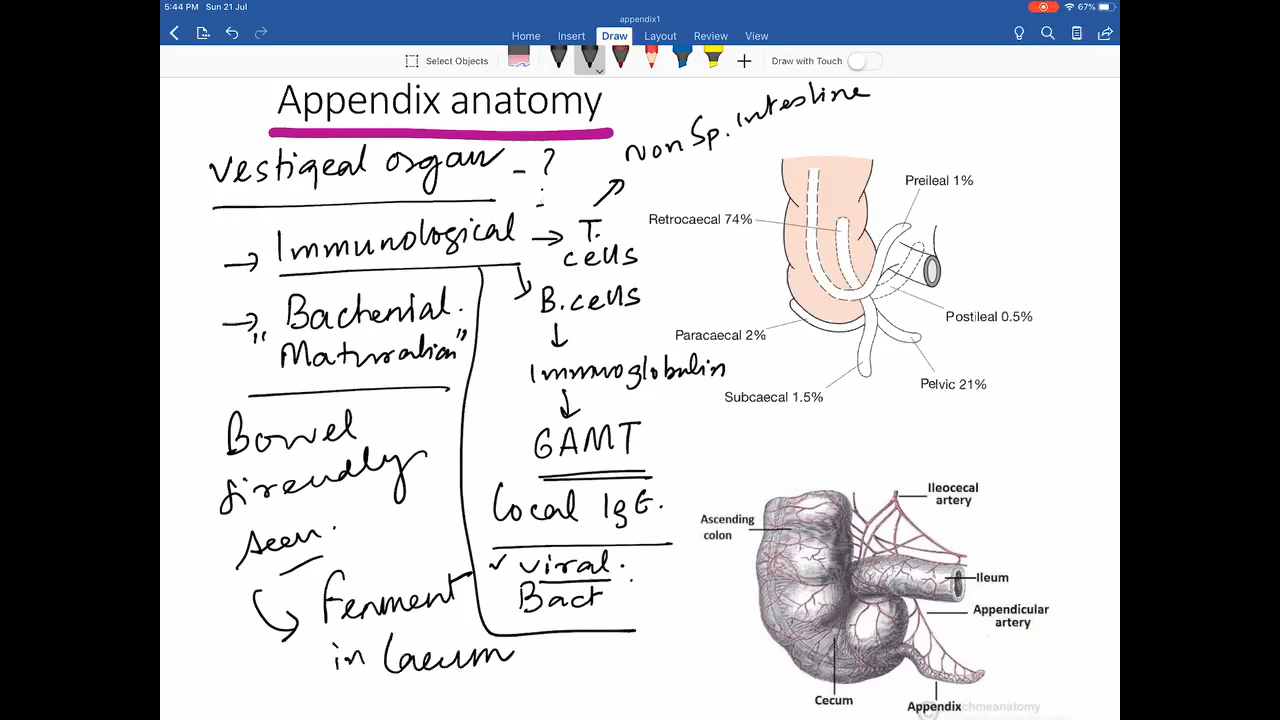 5:44 PM Sun 21 Jul
67%
appendix1
Home Insert Draw Layout Review View
Select Objects
Draw with Touch
Appendix anatomy
Vestigeal organ - ?
→ Immunological → T. cells
Non Sp. intestine
B. cells
Immunoglobulin
GAMT
Local IgE.
✓ viral.
Bact
→ "Bacterial.
Maturation"
Bowel
firendly
seen.
Ferment
in Caecum
Preileal 1%
Retrocaecal 74%
Postileal 0.5%
Paracaecal 2%
Pelvic 21%
Subcaecal 1.5%
Ileocecal
artery
Ascending
colon
Ileum
Appendicular
artery
Cecum
Appendix